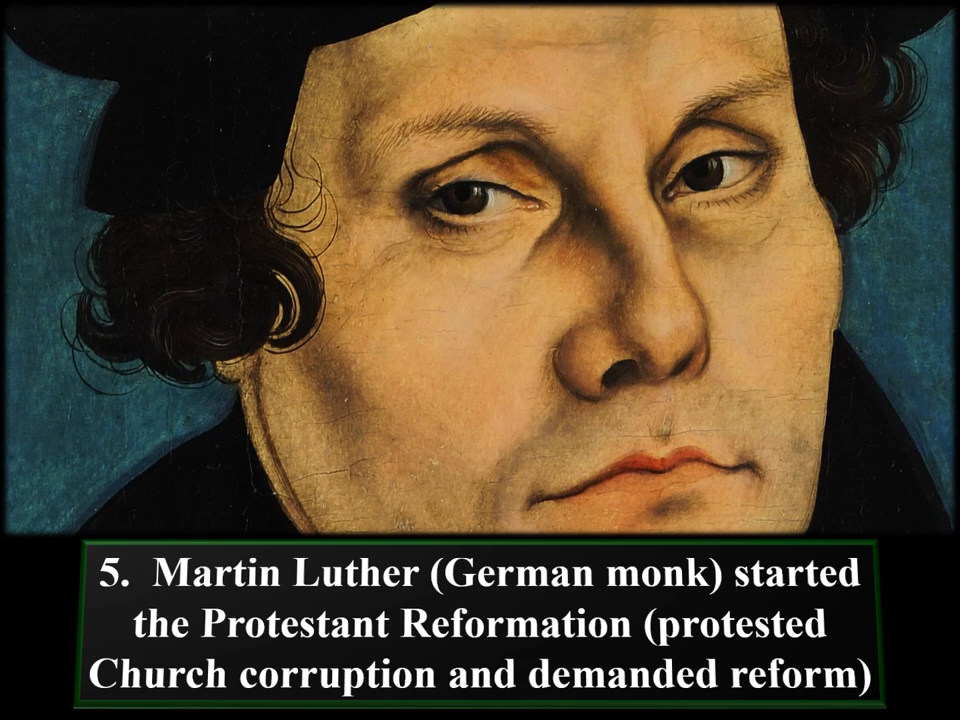 5.  Martin Luther (German monk) started
the Protestant Reformation (protested
Church corruption and demanded reform)